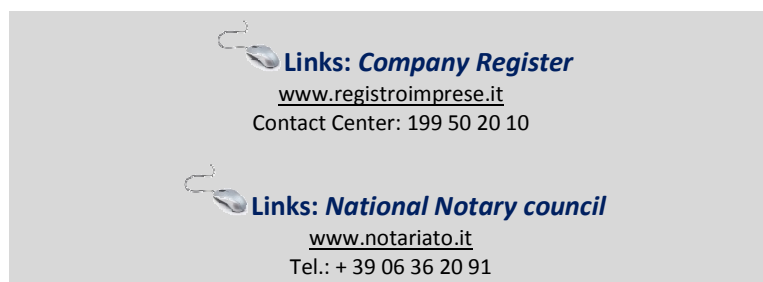 Links: Company Register
www.registroimprese.it
Contact Center: 199 50 20 10
Links: National Notary council
www.notariato.it
Tel.: + 39 06 36 20 91